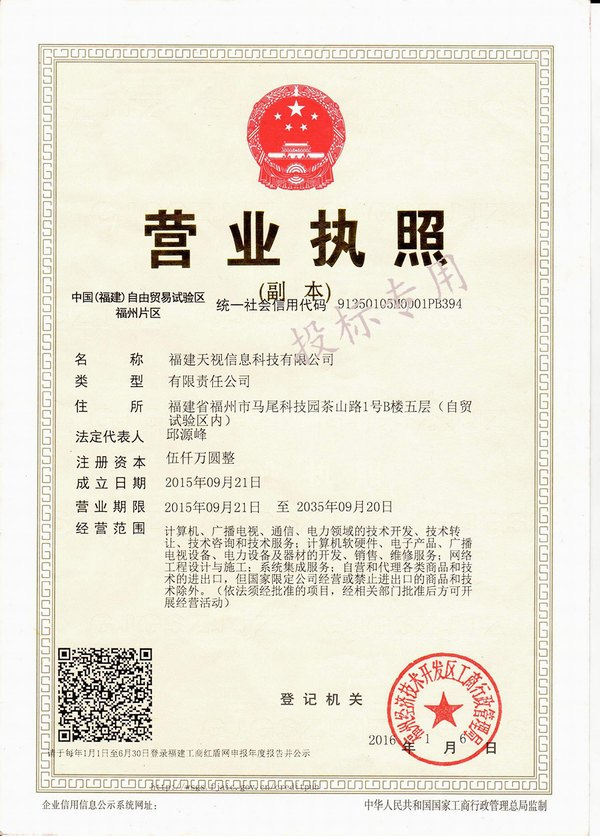 营业执照
(副 本)
中国(福建)自由贸易试验区
福州片区
统一社会信用代码 91350105M0001PB394
投标专用
名 称 福建天视信息科技有限公司
类 型 有限责任公司
住 所 福建省福州市马尾科技园茶山路1号B楼五层（自贸
试验区内）
法定代表人 邱源峰
注册资本 伍仟万圆整
成立日期 2015年09月21日
营业期限 2015年09月21日 至 2035年09月20日
经营范围 计算机、广播电视、通信、电力领域的技术开发、技术转
让、技术咨询和技术服务；计算机软硬件、电子产品、广播
电视设备、电力设备及器材的开发、销售、维修服务；网络
工程设计与施工；系统集成服务；自营和代理各类商品和技
术的进出口，但国家限定公司经营或禁止进出口的商品和技
术除外。（依法须经批准的项目，经相关部门批准后方可开
展经营活动）
登记机关
福州经济技术开发区工商行政管理局
2016 年 1 月 6 日
请于每年1月1日至6月30日登录福建工商红盾网申报年度报告并公示
企业信用信息公示系统网址：
中华人民共和国国家工商行政管理总局监制